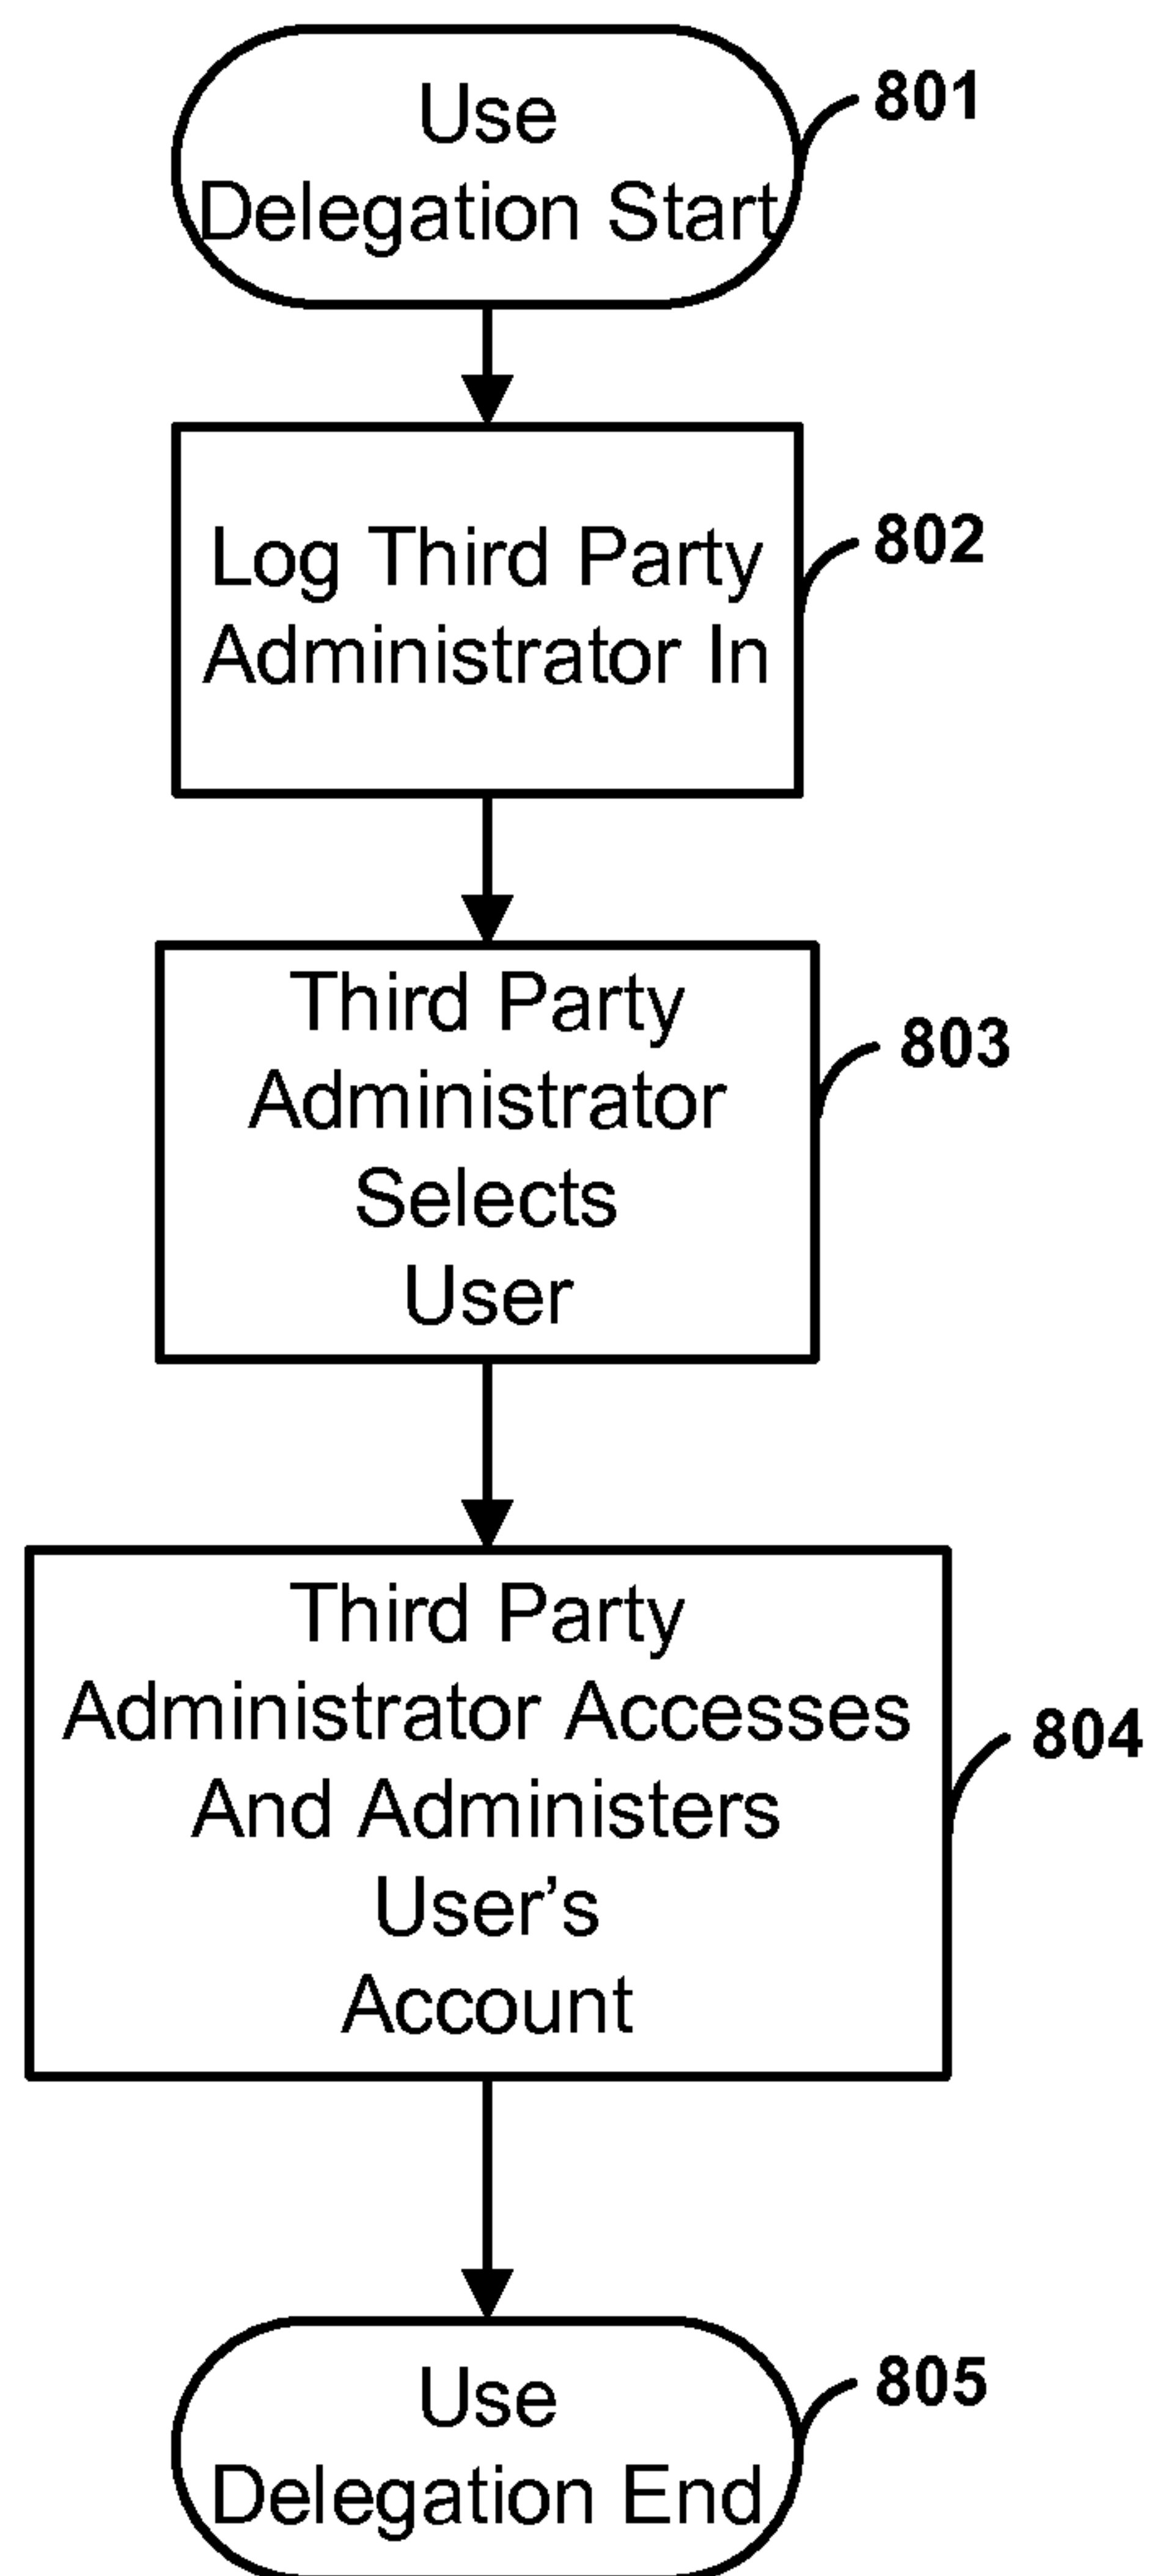 Use
Delegation Start
801
Log Third Party
Administrator In
802
Third Party
Administrator
Selects
User
803
Third Party
Administrator Accesses
And Administers
User’s
Account
804
Use
Delegation End
805